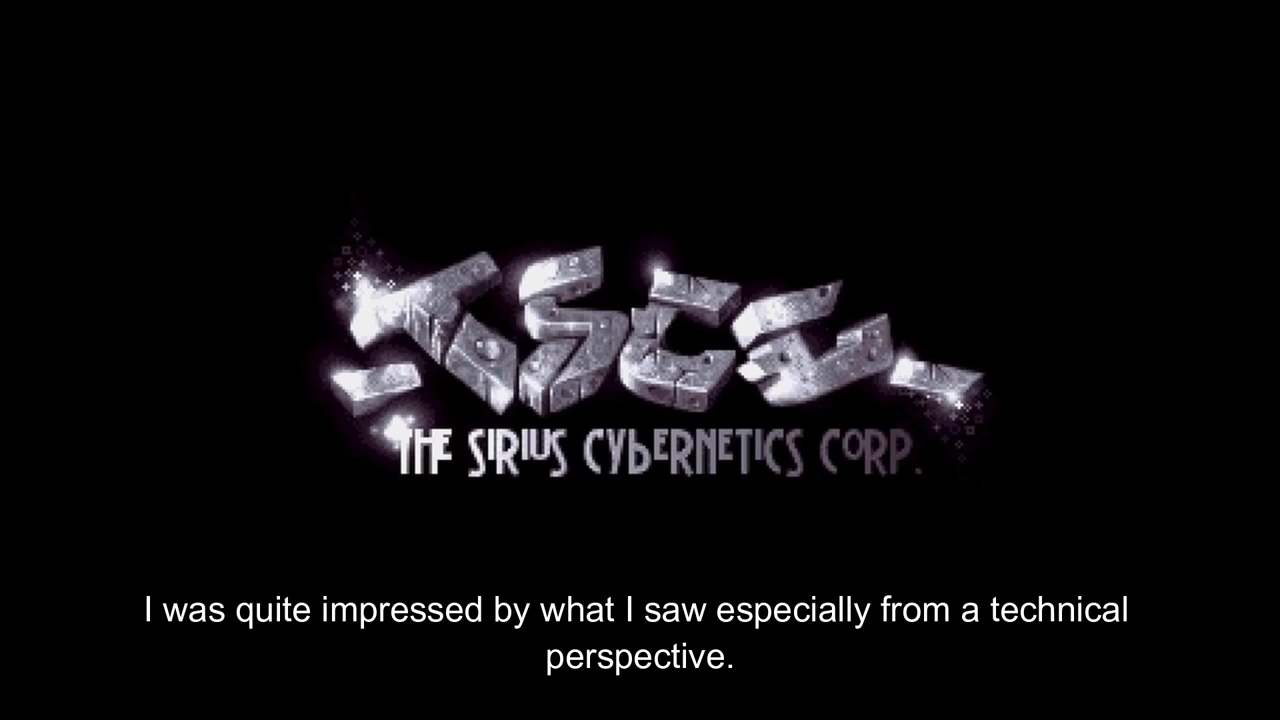 TSCC.
THE SIRIUS CYBERNETICS CORP.
I was quite impressed by what I saw especially from a technical
perspective.